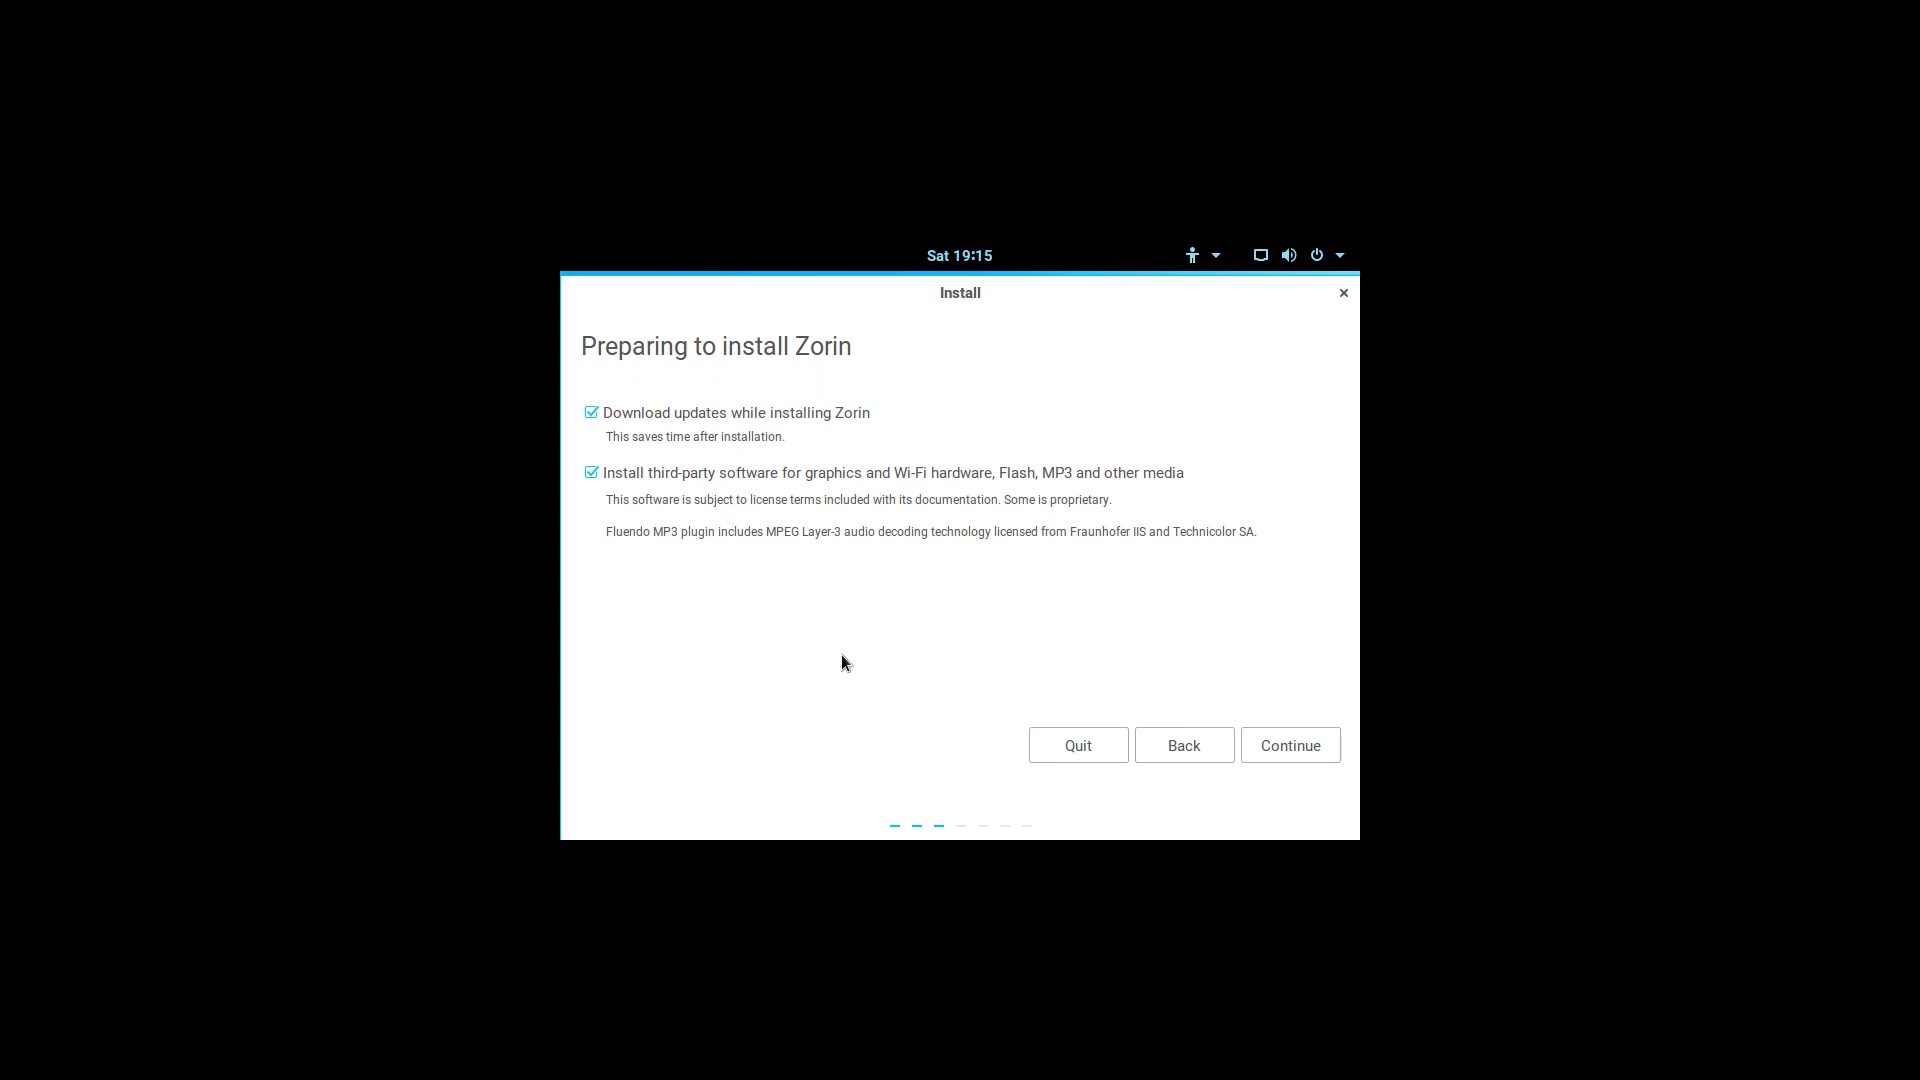 Sat 19:15
Install
Preparing to install Zorin
Download updates while installing Zorin
This saves time after installation.
Install third-party software for graphics and Wi-Fi hardware, Flash, MP3 and other media
This software is subject to license terms included with its documentation. Some is proprietary.
Fluendo MP3 plugin includes MPEG Layer-3 audio decoding technology licensed from Fraunhofer IIS and Technicolor SA.
Quit Back Continue